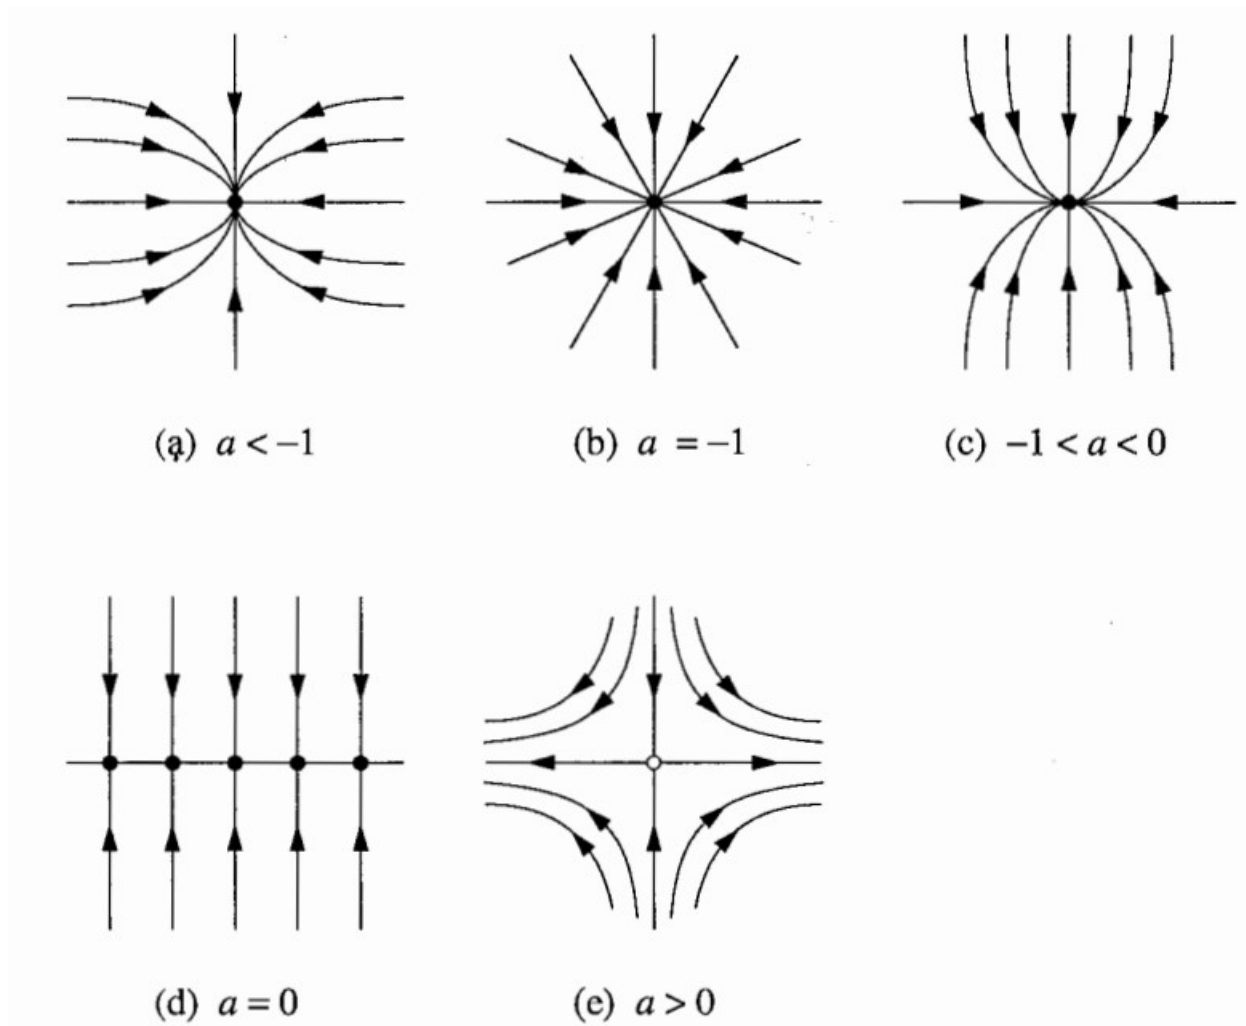 (a) a < −1
(b) a = −1
(c) −1 < a < 0
(d) a = 0
(e) a > 0